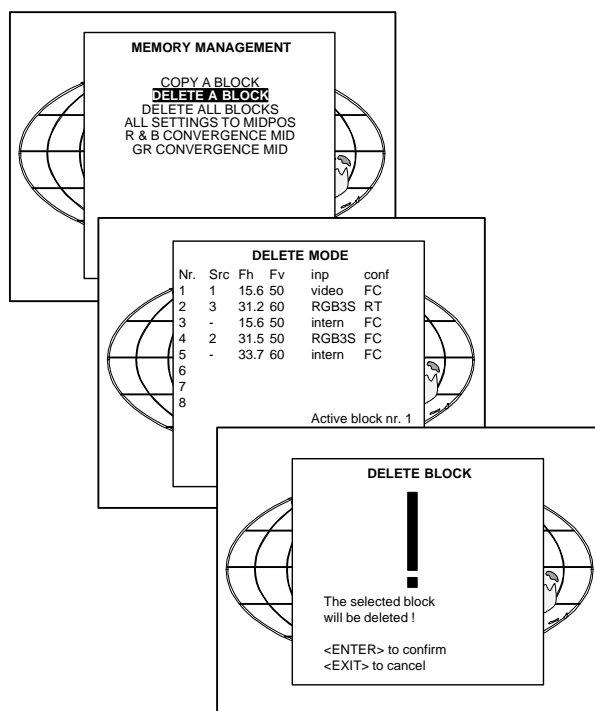 MEMORY MANAGEMENT
COPY A BLOCK
DELETE A BLOCK
DELETE ALL BLOCKS
ALL SETTINGS TO MIDPOS
R & B CONVERGENCE MID
GR CONVERGENCE MID
DELETE MODE
Nr. Src Fh Fv inp conf
1 1 15.6 50 video FC
2 3 31.2 60 RGB3S RT
3 - 15.6 50 intern FC
4 2 31.5 50 RGB3S FC
5 - 33.7 60 intern FC
6
7
8
Active block nr. 1
DELETE BLOCK
!
The selected block
will be deleted !
<ENTER> to confirm
<EXIT> to cancel